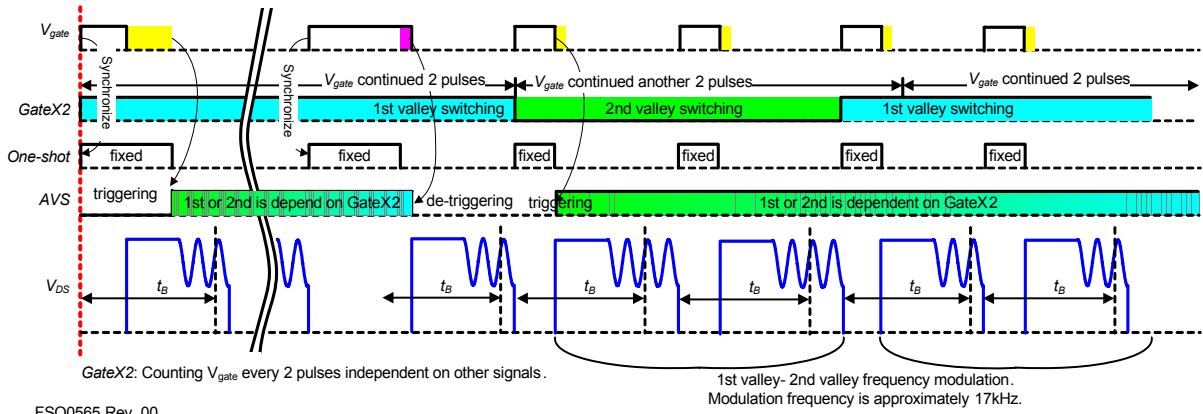 Vgate
Synchronize
Synchronize
Vgate continued 2 pulses
Vgate continued another 2 pulses
Vgate continued 2 pulses
GateX2
1st valley switching
2nd valley switching
1st valley switching
One-shot
fixed
fixed
fixed
fixed
fixed
fixed
AVS
triggering
1st or 2nd is depend on GateX2
de-triggering
triggering
1st or 2nd is dependent on GateX2
VDS
tB
tB
tB
tB
tB
tB
GateX2: Counting Vgate every 2 pulses independent on other signals.
1st valley- 2nd valley frequency modulation.
Modulation frequency is approximately 17kHz.
FSQ0565 Rev. 00